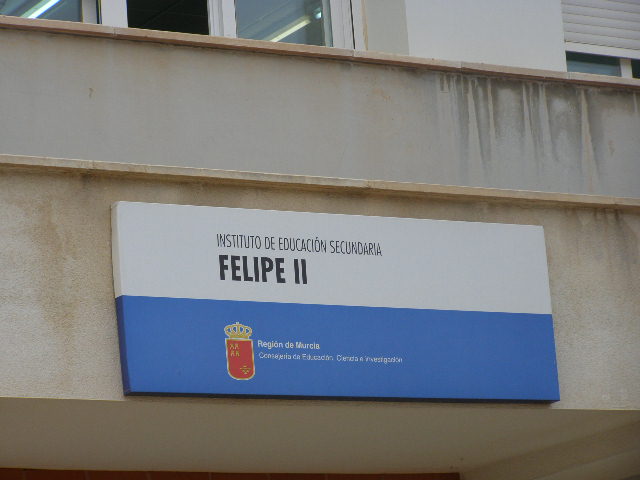 INSTITUTO DE EDUCACIÓN SECUNDARIA
FELIPE II
Región de Murcia
Consejería de Educación, Ciencia e Investigación